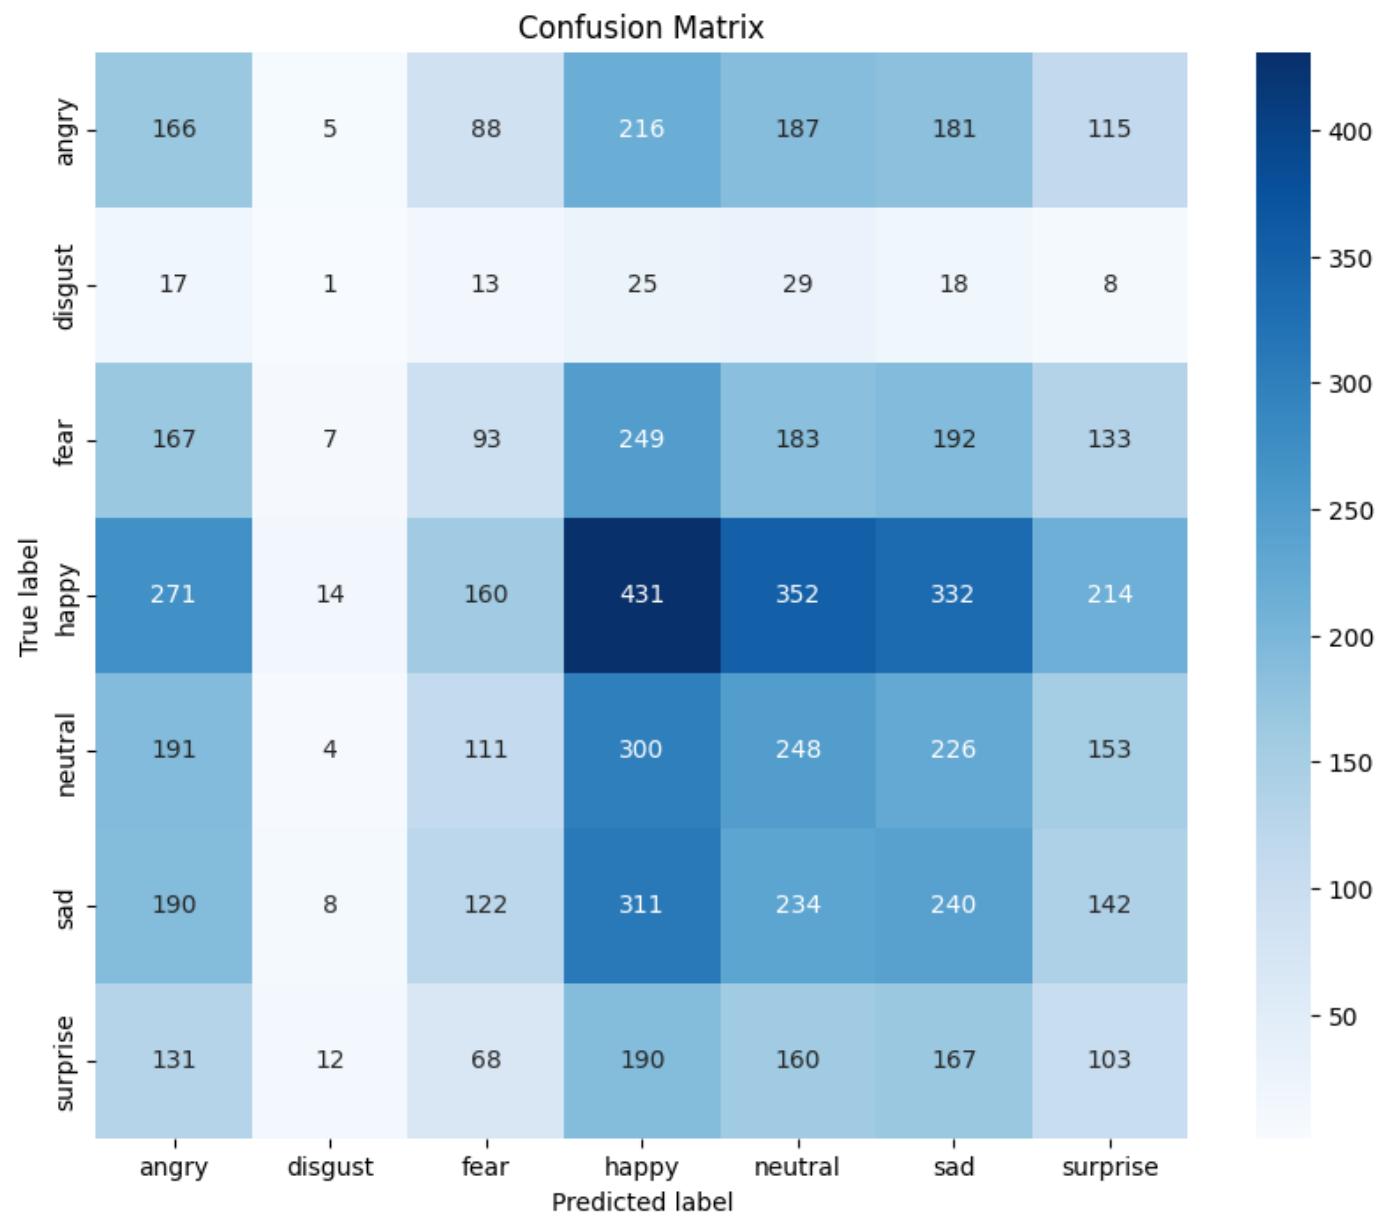 Confusion Matrix
angry 166 5 88 216 187 181 115
disgust 17 1 13 25 29 18 8
fear 167 7 93 249 183 192 133
happy 271 14 160 431 352 332 214
neutral 191 4 111 300 248 226 153
sad 190 8 122 311 234 240 142
surprise 131 12 68 190 160 167 103
True label
angry disgust fear happy neutral sad surprise
Predicted label
400
350
300
250
200
150
100
50